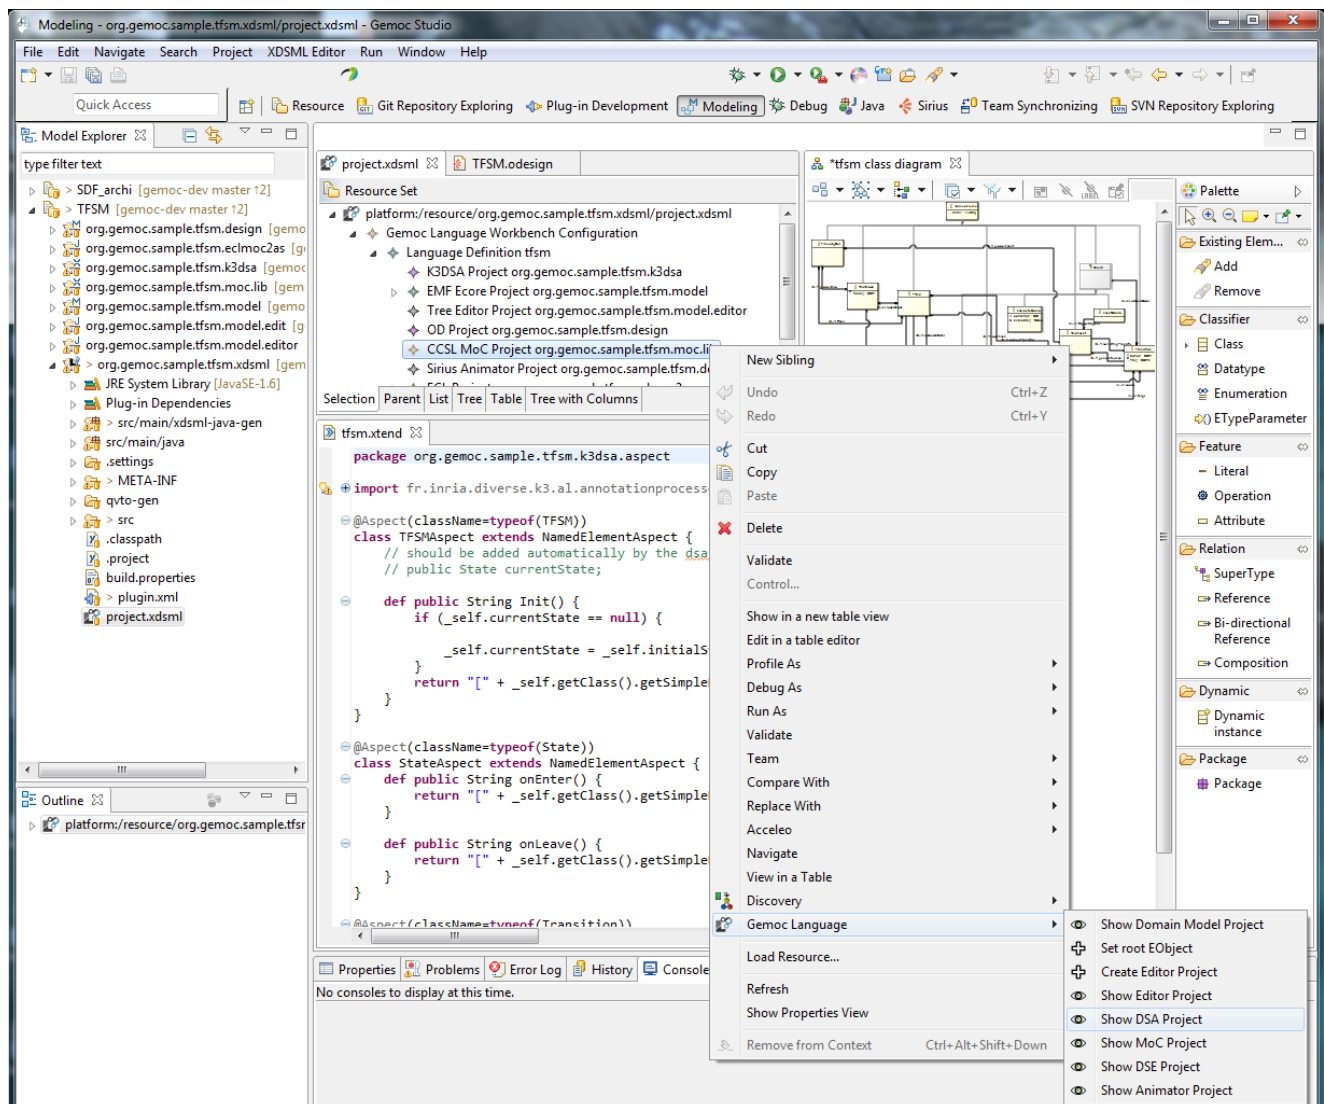 Modeling - org.gemoc.sample.tfsm.xdsml/project.xdsml - Gemoc Studio
File Edit Navigate Search Project XDSML Editor Run Window Help
Quick Access
Resource Git Repository Exploring Plug-in Development Modeling Debug Java Sirius Team Synchronizing SVN Repository Exploring
Model Explorer
type filter text
> SDF_archi [gemoc-dev master ↑2]
> TFSM [gemoc-dev master ↑2]
org.gemoc.sample.tfsm.design [gemo
org.gemoc.sample.tfsm.eclmoc2as [ge
org.gemoc.sample.tfsm.k3dsa [gemoc
org.gemoc.sample.tfsm.moc.lib [gem
org.gemoc.sample.tfsm.model [gemo
org.gemoc.sample.tfsm.model.edit [g
org.gemoc.sample.tfsm.model.editor
> org.gemoc.sample.tfsm.xdsml [gem
JRE System Library [JavaSE-1.6]
Plug-in Dependencies
> src/main/xdsml-java-gen
src/main/java
.settings
> META-INF
qvto-gen
> src
.classpath
.project
build.properties
> plugin.xml
project.xdsml
Outline
platform:/resource/org.gemoc.sample.tfsr
project.xdsml TFSM.odesign
Resource Set
platform:/resource/org.gemoc.sample.tfsm.xdsml/project.xdsml
Gemoc Language Workbench Configuration
Language Definition tfsm
K3DSA Project org.gemoc.sample.tfsm.k3dsa
EMF Ecore Project org.gemoc.sample.tfsm.model
Tree Editor Project org.gemoc.sample.tfsm.model.editor
OD Project org.gemoc.sample.tfsm.design
CCSL MoC Project org.gemoc.sample.tfsm.moc.li
Sirius Animator Project org.gemoc.sample.tfsm.de
Selection Parent List Tree Table Tree with Columns
tfsm.xtend
package org.gemoc.sample.tfsm.k3dsa.aspect
import fr.inria.diverse.k3.al.annotationprocess
@Aspect(className=typeof(TFSM))
class TFSMAspect extends NamedElementAspect {
// should be added automatically by the dsa
// public State currentState;
def public String Init() {
if (_self.currentState == null) {
_self.currentState = _self.initialS
}
return "[" + _self.getClass().getSimple
}
}
@Aspect(className=typeof(State))
class StateAspect extends NamedElementAspect {
def public String onEnter() {
return "[" + _self.getClass().getSimple
}
def public String onLeave() {
return "[" + _self.getClass().getSimple
}
}
@Aspect(className=typeof(Transition))
Properties Problems Error Log History Console
No consoles to display at this time.
*tfsm class diagram
Palette
Existing Elem...
Add
Remove
Classifier
Class
Datatype
Enumeration
ETypeParameter
Feature
Literal
Operation
Attribute
Relation
SuperType
Reference
Bi-directional
Reference
Composition
Dynamic
Dynamic
instance
Package
Package
New Sibling
Undo Ctrl+Z
Redo Ctrl+Y
Cut
Copy
Paste
Delete
Validate
Control...
Show in a new table view
Edit in a table editor
Profile As
Debug As
Run As
Validate
Team
Compare With
Replace With
Acceleo
Navigate
View in a Table
Discovery
Gemoc Language
Load Resource...
Refresh
Show Properties View
Remove from Context Ctrl+Alt+Shift+Down
Show Domain Model Project
Set root EObject
Create Editor Project
Show Editor Project
Show DSA Project
Show MoC Project
Show DSE Project
Show Animator Project